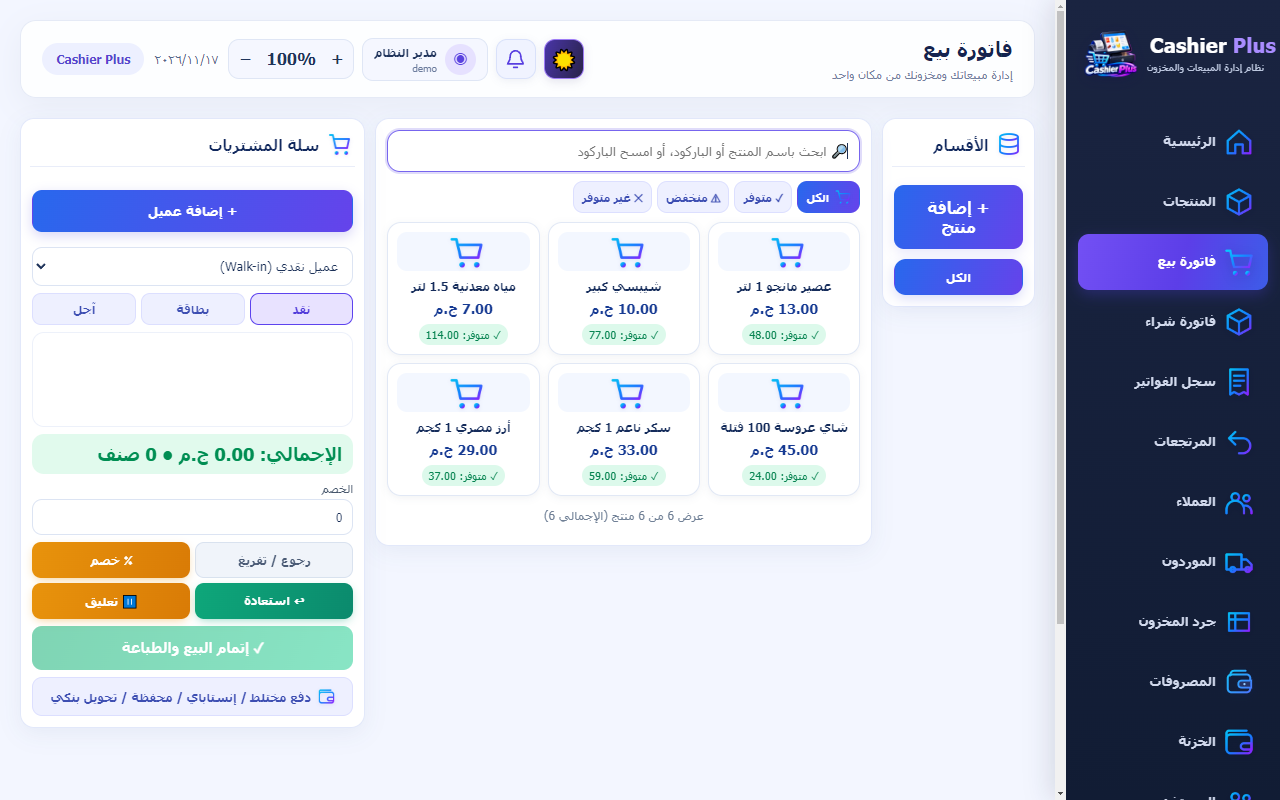 Cashier Plus
نظام إدارة المبيعات والمخزون
الرئيسية
المنتجات
فاتورة بيع
فاتورة شراء
سجل الفواتير
المرتجعات
العملاء
الموردون
جرد المخزون
المصروفات
الخزنة
فاتورة بيع
إدارة مبيعاتك ومخزونك من مكان واحد
مدير النظام
demo
+ 100% −
٢٠٢٦/١١/١٧
Cashier Plus
الأقسام
+ إضافة منتج
الكل
ابحث باسم المنتج أو الباركود، أو امسح الباركود
الكل
✓ متوفر
⚠ منخفض
✕ غير متوفر
عصير مانجو 1 لتر
13.00 ج.م
✓ متوفر: 48.00
شيبسي كبير
10.00 ج.م
✓ متوفر: 77.00
مياه معدنية 1.5 لتر
7.00 ج.م
✓ متوفر: 114.00
شاي عروسة 100 فتلة
45.00 ج.م
✓ متوفر: 24.00
سكر ناعم 1 كجم
33.00 ج.م
✓ متوفر: 59.00
أرز مصري 1 كجم
29.00 ج.م
✓ متوفر: 37.00
عرض 6 من 6 منتج (الإجمالي 6)
سلة المشتريات
+ إضافة عميل
عميل نقدي (Walk-in)
نقد
بطاقة
آجل
الإجمالي: 0.00 ج.م • 0 صنف
الخصم
0
رجوع / تفريغ
% خصم
↩ استعادة
⏸ تعليق
✓ إتمام البيع والطباعة
دفع مختلط / إنستاباي / محفظة / تحويل بنكي